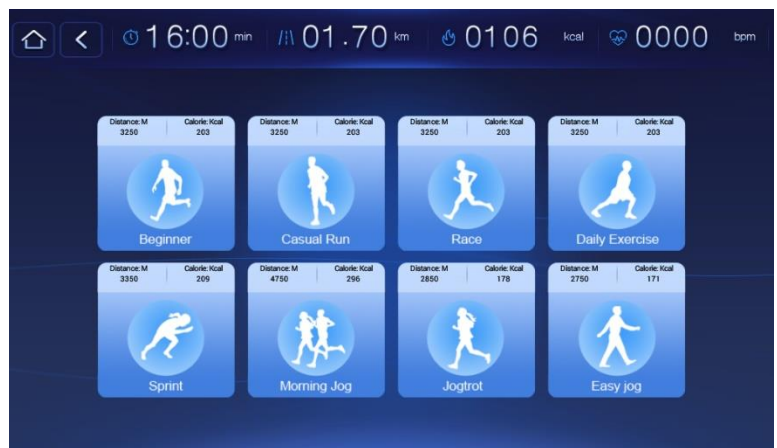 16:00 min 01.70 km 0106 kcal 0000 bpm
Distance: M Calorie: Kcal Distance: M Calorie: Kcal Distance: M Calorie: Kcal Distance: M Calorie: Kcal
3250 203 3250 203 3250 203 3250 203
Beginner Casual Run Race Daily Exercise
Distance: M Calorie: Kcal Distance: M Calorie: Kcal Distance: M Calorie: Kcal Distance: M Calorie: Kcal
3350 209 4750 296 2850 178 2750 171
Sprint Morning Jog Jogtrot Easy jog